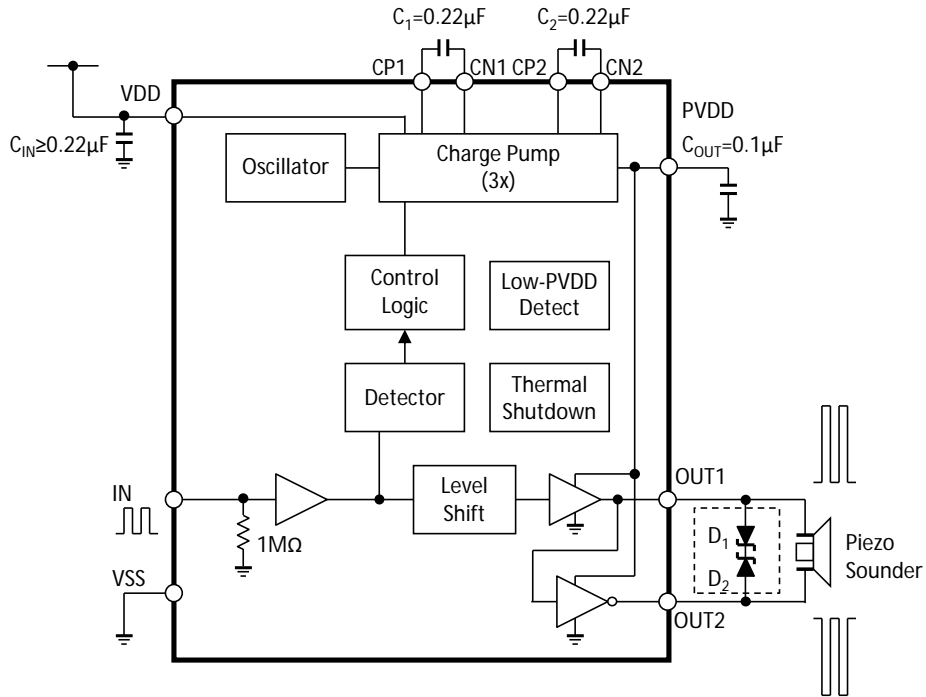 C1=0.22µF
C2=0.22µF
CP1
CN1
CP2
CN2
VDD
PVDD
CIN≥0.22µF
COUT=0.1µF
Oscillator
Charge Pump
(3x)
Control
Logic
Low-PVDD
Detect
Detector
Thermal
Shutdown
IN
OUT1
Level
Shift
1MΩ
D1
D2
Piezo
Sounder
VSS
OUT2